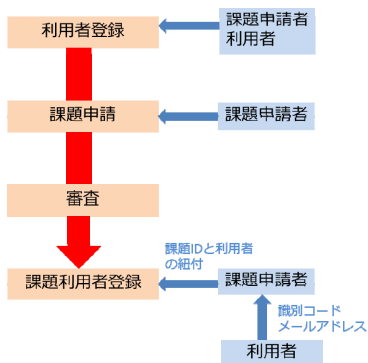 利用者登録
課題申請者
利用者
課題申請
課題申請者
審査
課題IDと利用者
の紐付
課題利用者登録
課題申請者
識別コード
メールアドレス
利用者